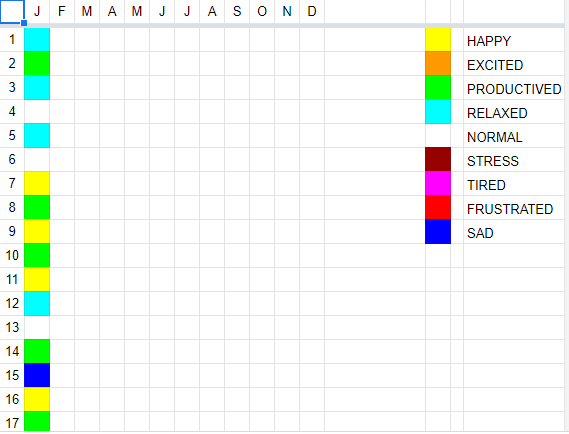 J F M A M J J A S O N D
1 HAPPY
2 EXCITED
3 PRODUCTIVED
4 RELAXED
5 NORMAL
6 STRESS
7 TIRED
8 FRUSTRATED
9 SAD
10
11
12
13
14
15
16
17